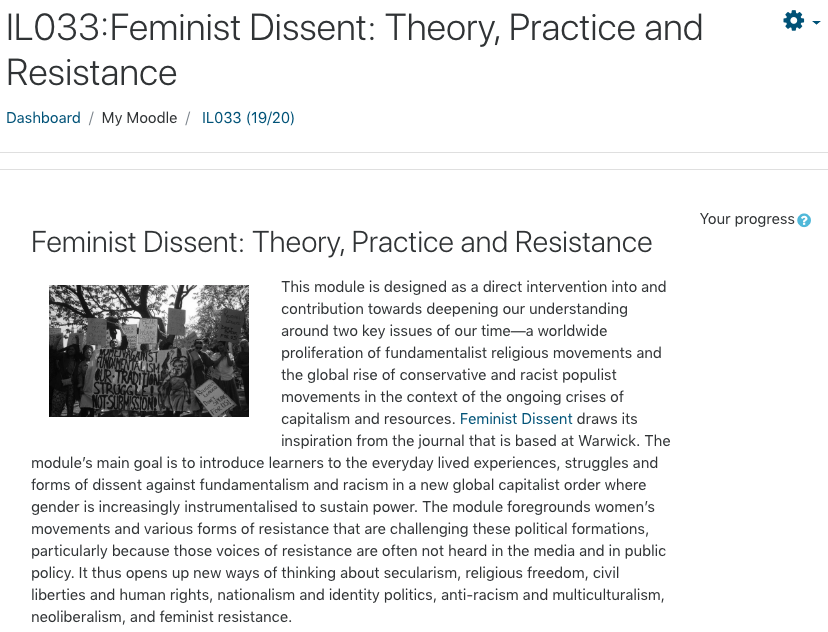 IL033:Feminist Dissent: Theory, Practice and
Resistance
Dashboard / My Moodle / IL033 (19/20)
Your progress
Feminist Dissent: Theory, Practice and Resistance
WOMEN AGAINST
FUNDAMENTALISM
OUR TRADITION
STRUGGLE
NOT SUBMISSION
This module is designed as a direct intervention into and
contribution towards deepening our understanding
around two key issues of our time—a worldwide
proliferation of fundamentalist religious movements and
the global rise of conservative and racist populist
movements in the context of the ongoing crises of
capitalism and resources. Feminist Dissent draws its
inspiration from the journal that is based at Warwick. The
module’s main goal is to introduce learners to the everyday lived experiences, struggles and
forms of dissent against fundamentalism and racism in a new global capitalist order where
gender is increasingly instrumentalised to sustain power. The module foregrounds women’s
movements and various forms of resistance that are challenging these political formations,
particularly because those voices of resistance are often not heard in the media and in public
policy. It thus opens up new ways of thinking about secularism, religious freedom, civil
liberties and human rights, nationalism and identity politics, anti-racism and multiculturalism,
neoliberalism, and feminist resistance.